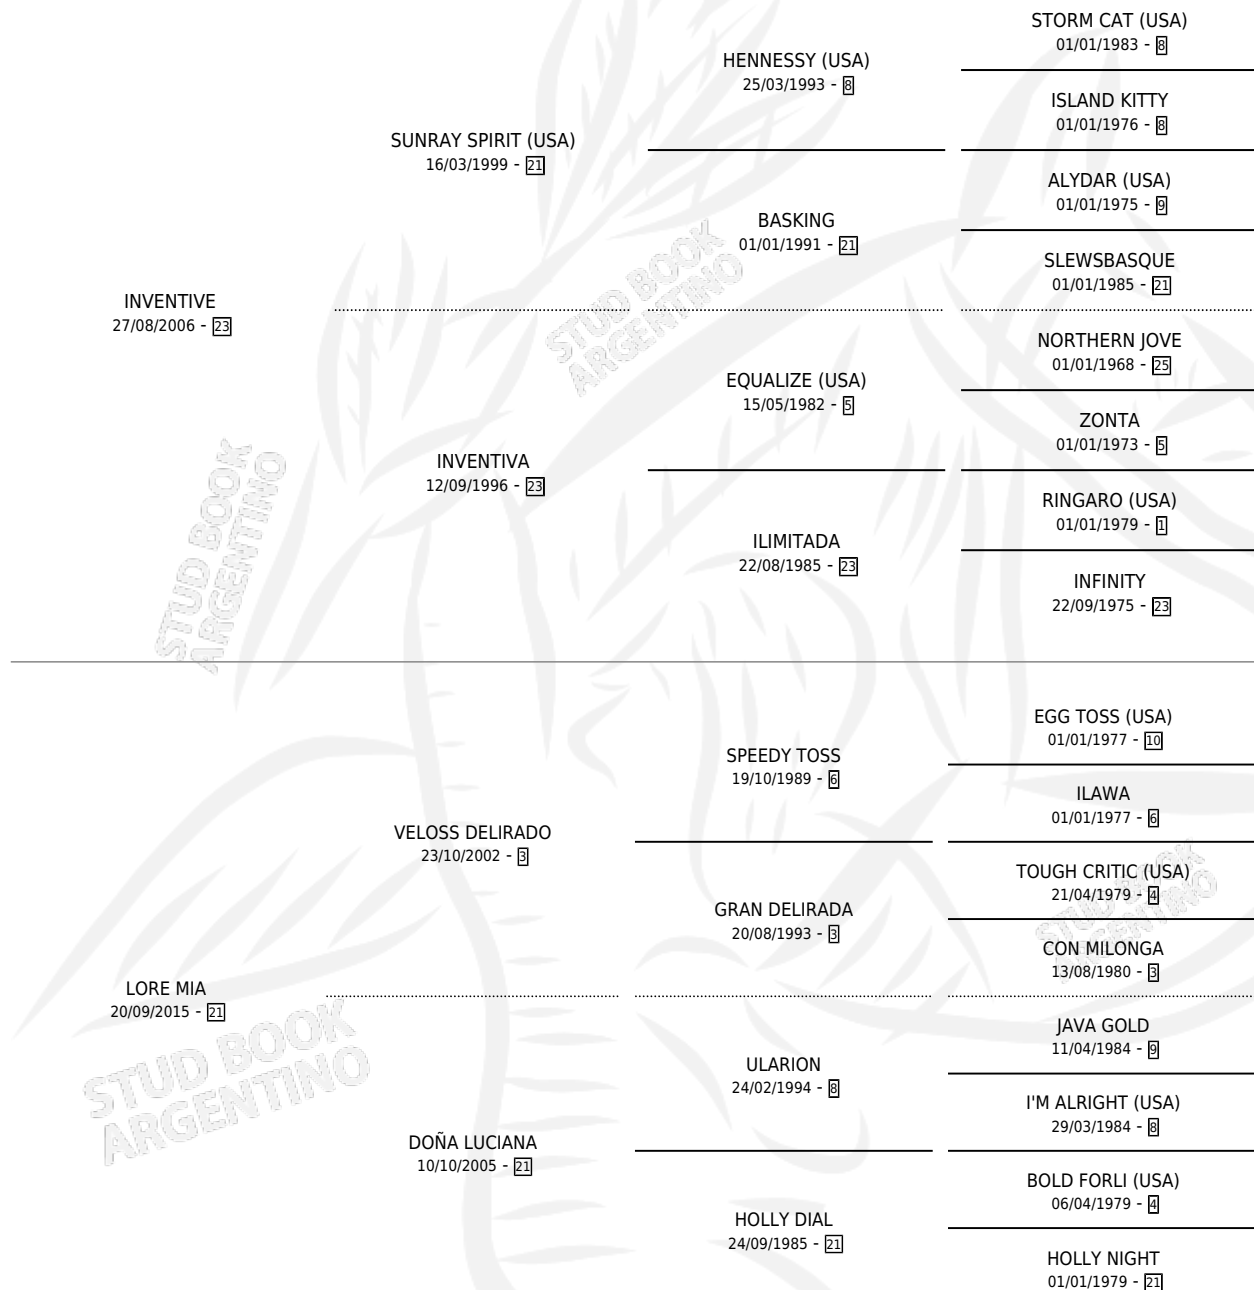 STORM CAT (USA)
01/01/1983 - 8
HENNESSY (USA)
25/03/1993 - 8
ISLAND KITTY
01/01/1976 - 8
SUNRAY SPIRIT (USA)
16/03/1999 - 21
ALYDAR (USA)
01/01/1975 - 9
BASKING
01/01/1991 - 21
SLEWSBASQUE
01/01/1985 - 21
INVENTIVE
27/08/2006 - 23
NORTHERN JOVE
01/01/1968 - 25
EQUALIZE (USA)
15/05/1982 - 5
ZONTA
01/01/1973 - 5
INVENTIVA
12/09/1996 - 23
RINGARO (USA)
01/01/1979 - 1
ILIMITADA
22/08/1985 - 23
INFINITY
22/09/1975 - 23
EGG TOSS (USA)
01/01/1977 - 10
SPEEDY TOSS
19/10/1989 - 6
ILAWA
01/01/1977 - 6
VELOSS DELIRADO
23/10/2002 - 3
TOUGH CRITIC (USA)
21/04/1979 - 4
GRAN DELIRADA
20/08/1993 - 3
CON MILONGA
13/08/1980 - 3
LORE MIA
20/09/2015 - 21
JAVA GOLD
11/04/1984 - 9
ULARION
24/02/1994 - 8
I'M ALRIGHT (USA)
29/03/1984 - 8
DOÑA LUCIANA
10/10/2005 - 21
BOLD FORLI (USA)
06/04/1979 - 4
HOLLY DIAL
24/09/1985 - 21
HOLLY NIGHT
01/01/1979 - 21
STUD BOOK
ARGENTINO
STUD BOOK
ARGENTINO
STUD BOOK
ARGENTINO
STUD BOOK
ARGENTINO